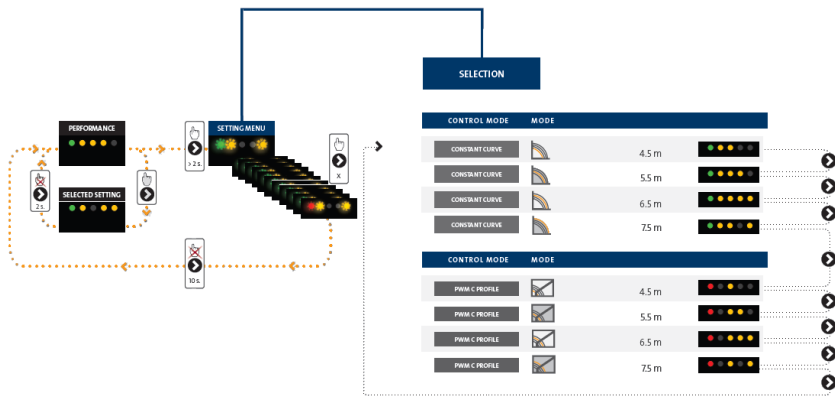 SELECTION
PERFORMANCE
SETTING MENU
> 2 s.
X
SELECTED SETTING
2 s.
10 s.
CONTROL MODE MODE
CONSTANT CURVE 4.5 m
CONSTANT CURVE 5.5 m
CONSTANT CURVE 6.5 m
CONSTANT CURVE 7.5 m
CONTROL MODE MODE
PWM C PROFILE 4.5 m
PWM C PROFILE 5.5 m
PWM C PROFILE 6.5 m
PWM C PROFILE 7.5 m